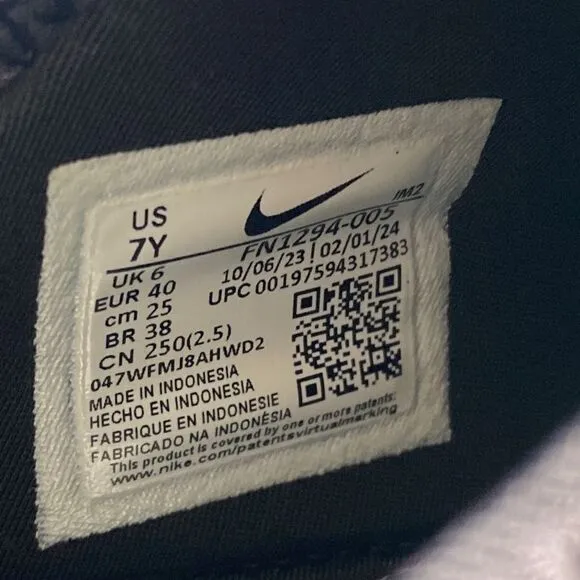 US
7Y
UK 6
EUR 40
cm 25
BR 38
CN 250(2.5)
IM2
FN1294-005
10/06/23 | 02/01/24
UPC 00197594317383
047WFMJ8AHWD2
MADE IN INDONESIA
HECHO EN INDONESIA
FABRIQUE EN INDONESIE
FABRICADO NA INDONÉSIA
This product is covered by one or more patents:
www.nike.com/patentsvirtualmarking